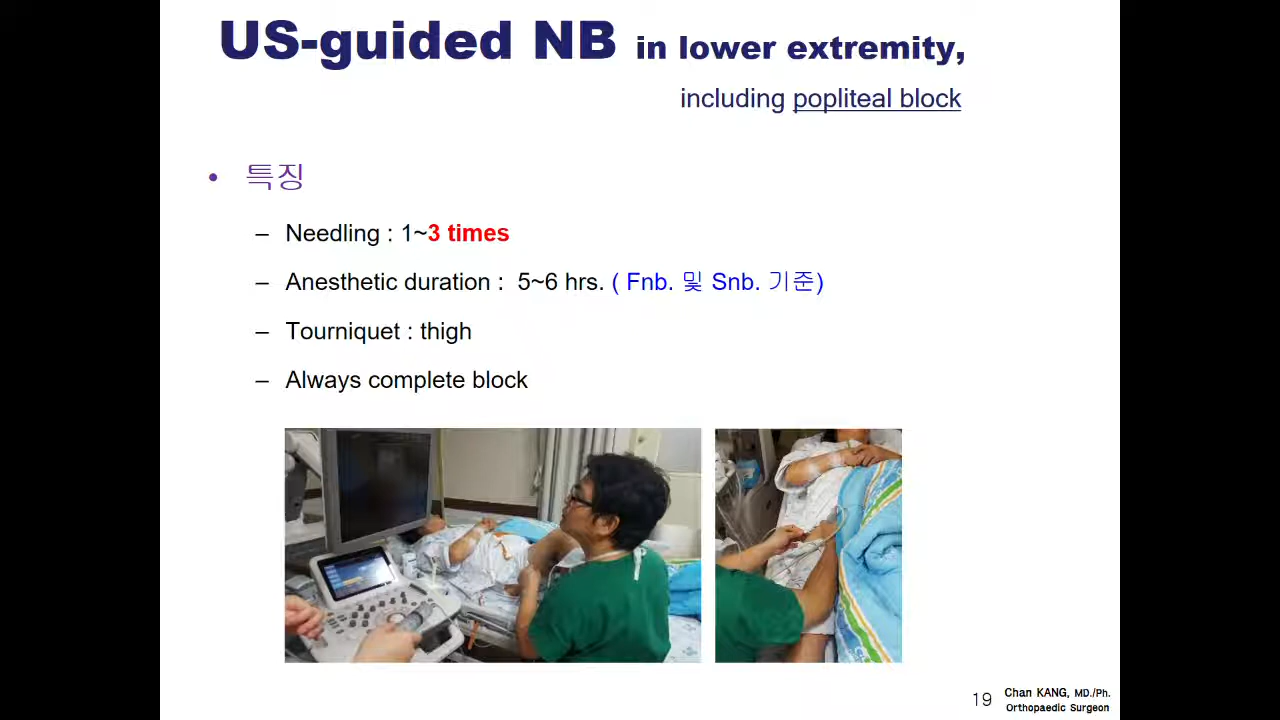 US-guided NB in lower extremity,
including popliteal block
• 특징
– Needling : 1~3 times
– Anesthetic duration : 5~6 hrs. ( Fnb. 및 Snb. 기준)
– Tourniquet : thigh
– Always complete block
19
Chan KANG, MD./Ph.
Orthopaedic Surgeon